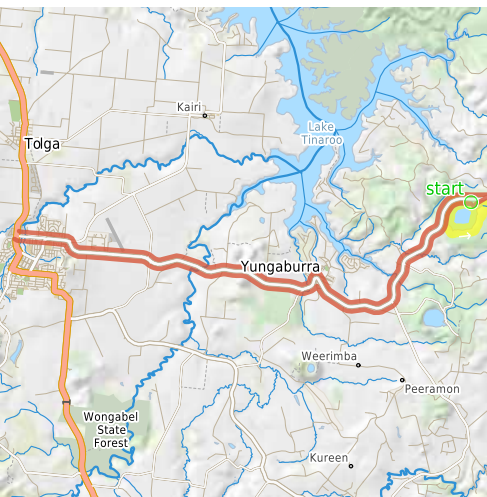 Kairi
Tolga
Lake
Tinaroo
start
Yungaburra
Weerimba
Peeramon
Wongabel
State
Forest
Kureen